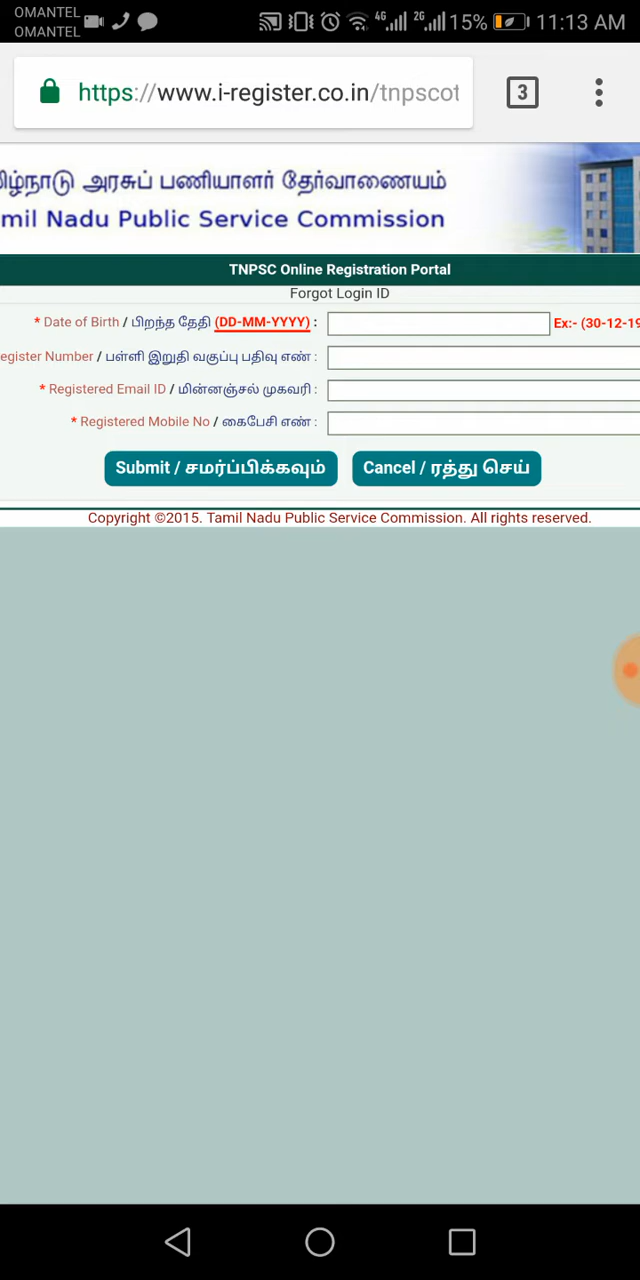 OMANTEL
OMANTEL
4G 2G 15% 11:13 AM
https://www.i-register.co.in/tnpscot
3
ிழ்நாடு அரசுப் பணியாளர் தேர்வாணையம்
mil Nadu Public Service Commission
TNPSC Online Registration Portal
Forgot Login ID
* Date of Birth / பிறந்த தேதி (DD-MM-YYYY) : Ex:- (30-12-19
egister Number / பள்ளி இறுதி வகுப்பு பதிவு எண் :
* Registered Email ID / மின்னஞ்சல் முகவரி :
* Registered Mobile No / கைபேசி எண் :
Submit / சமர்ப்பிக்கவும் Cancel / ரத்து செய்
Copyright ©2015. Tamil Nadu Public Service Commission. All rights reserved.